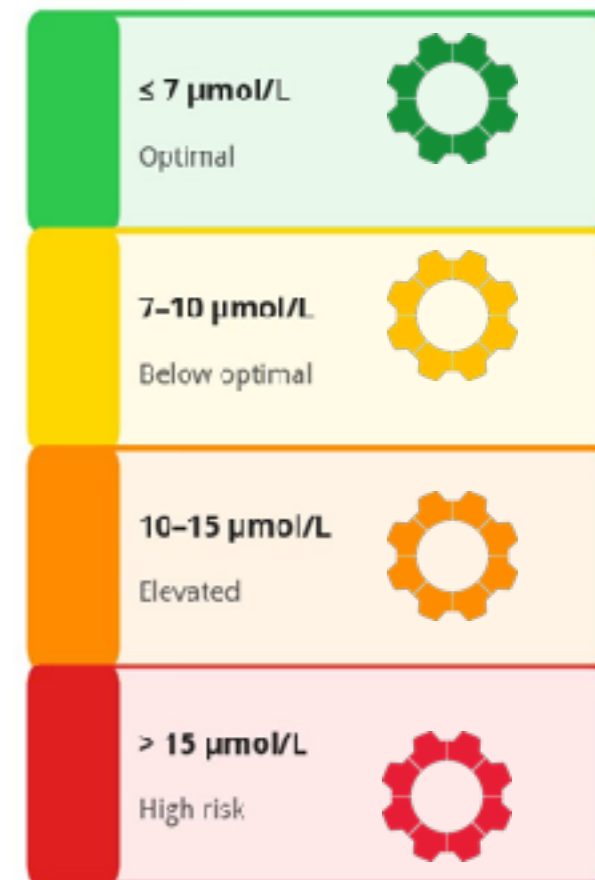 ≤ 7 μmol/L
Optimal
7–10 μmol/L
Below optimal
10–15 μmol/L
Elevated
> 15 μmol/L
High risk